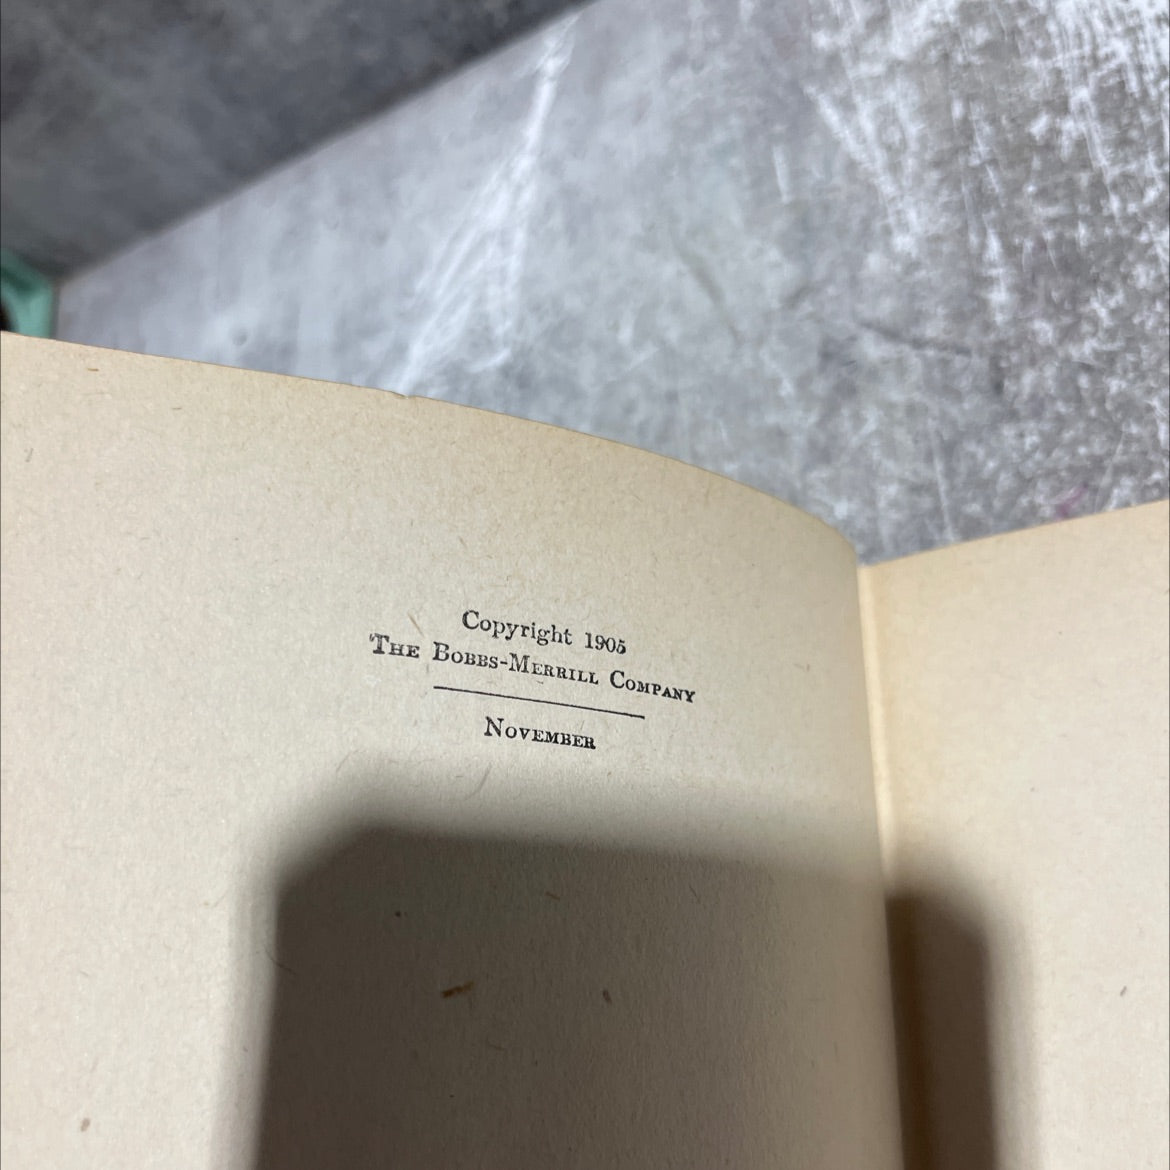 Copyright 1905
The Bobbs-Merrill Company
November